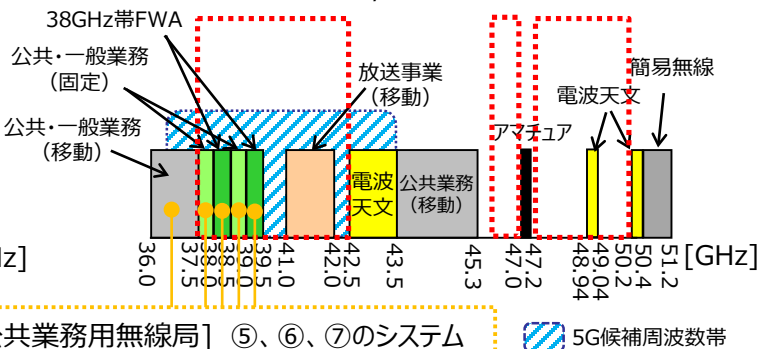 38GHz帯FWA
公共・一般業務
（固定）
放送事業
（移動）
簡易無線
電波天文
公共・一般業務
（移動）
アマチュア
電波
天文
公共業務
（移動）
36.0
37.5
38.0
38.5
39.0
39.5
41.0
42.0
42.5
43.5
45.3
47.0
47.2
48.94
49.04
50.2
50.4
51.2
[GHz]
Hz]
共業務用無線局］ ⑤、⑥、⑦のシステム
5G候補周波数帯